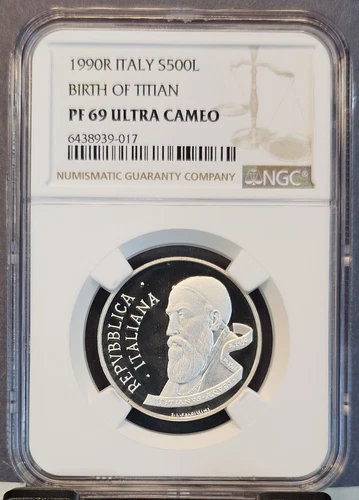 1990R ITALY S500L
BIRTH OF TITIAN
PF 69 ULTRA CAMEO
6438939-017
NUMISMATIC GUARANTY COMPANY
NGC
REPVBBLICA
· ITALIANA ·